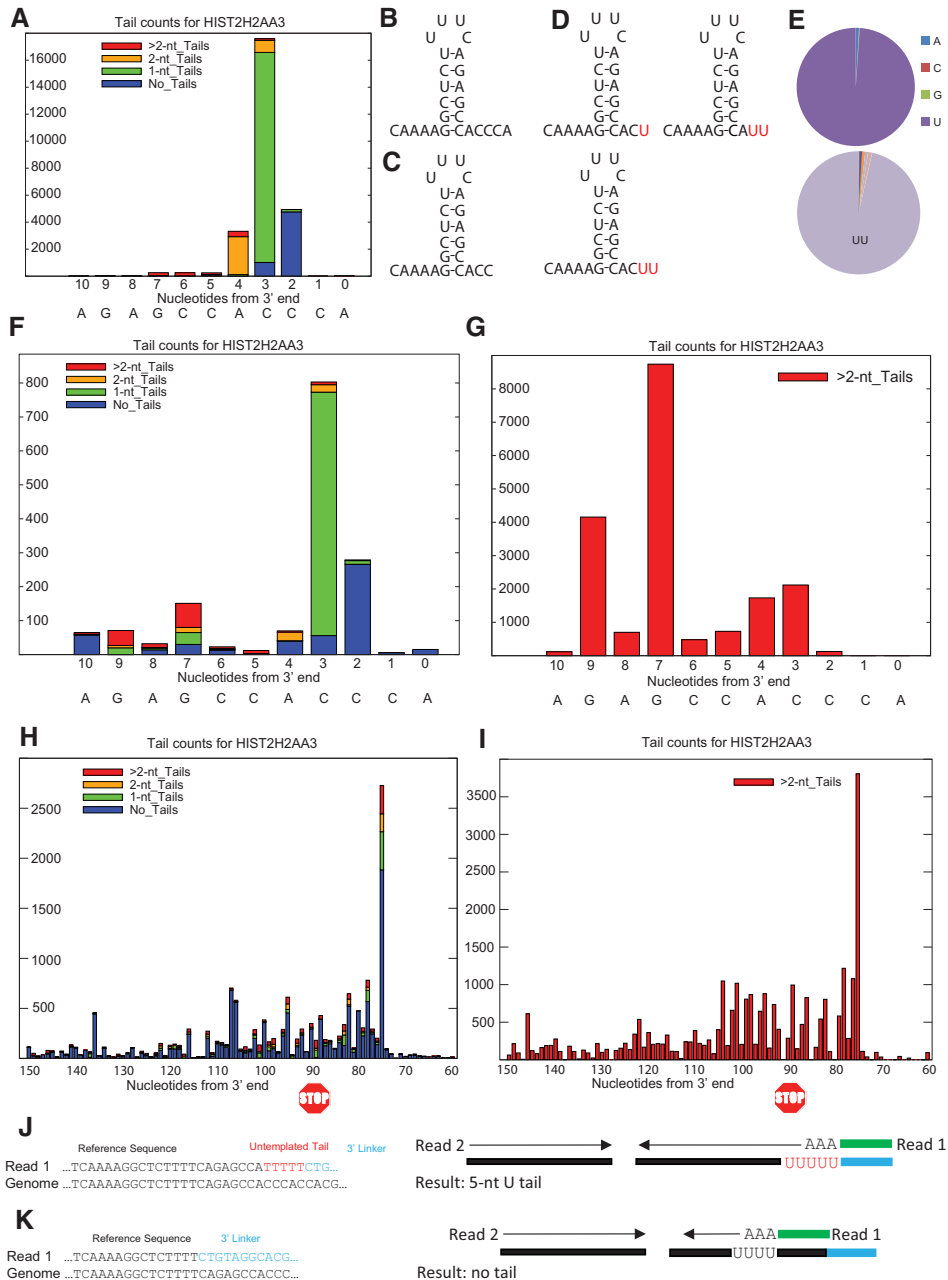 A
Tail counts for HIST2H2AA3
>2-nt_Tails
2-nt_Tails
1-nt_Tails
No_Tails
16000
14000
12000
10000
8000
6000
4000
2000
10 9 8 7 6 5 4 3 2 1 0
Nucleotides from 3' end
A G A G C C A C C C A
B
U U
U C
U-A
C-G
U-A
C-G
C-G
CAAAAGCACCCA
C
U U
U C
U-A
C-G
U-A
C-G
C-G
CAAAAG-CACC
D
U U
U C
U-A
C-G
U-A
C-G
C-G
CAAAAG-CACU
U U
U C
U-A
C-G
U-A
C-G
C-G
CAAAAG-CAUU
U U
U C
U-A
C-G
U-A
C-G
C-G
CAAAAG-CACUU
E
A
C
G
U
UU
F
Tail counts for HIST2H2AA3
>2-nt_Tails
2-nt_Tails
1-nt_Tails
No_Tails
800
700
600
500
400
300
200
100
10 9 8 7 6 5 4 3 2 1 0
Nucleotides from 3' end
A G A G C C A C C C A
G
Tail counts for HIST2H2AA3
>2-nt_Tails
8000
7000
6000
5000
4000
3000
2000
1000
10 9 8 7 6 5 4 3 2 1 0
Nucleotides from 3' end
A G A G C C A C C C A
H
Tail counts for HIST2H2AA3
>2-nt_Tails
2-nt_Tails
1-nt_Tails
No_Tails
2500
2000
1500
1000
500
150 140 130 120 110 100 90 80 70 60
Nucleotides from 3' end
STOP
I
Tail counts for HIST2H2AA3
>2-nt_Tails
3500
3000
2500
2000
1500
1000
500
150 140 130 120 110 100 90 80 70 60
Nucleotides from 3' end
STOP
J
Reference Sequence Untemplated Tail 3' Linker
Read 1 ...TCAAAAGGCTCTTTTCAGAGCCATTTTTCTG...
Genome ...TCAAAAGGCTCTTTTCAGAGCCACCCACCACG...
Read 2 AAA Read 1
UUUUU
Result: 5-nt U tail
K
Reference Sequence 3' Linker
Read 1 ...TCAAAAGGCTCTTTTCTGTAGGCACG...
Genome ...TCAAAAGGCTCTTTTCAGAGCCACCC...
Read 2 AAA Read 1
UUUU
Result: no tail